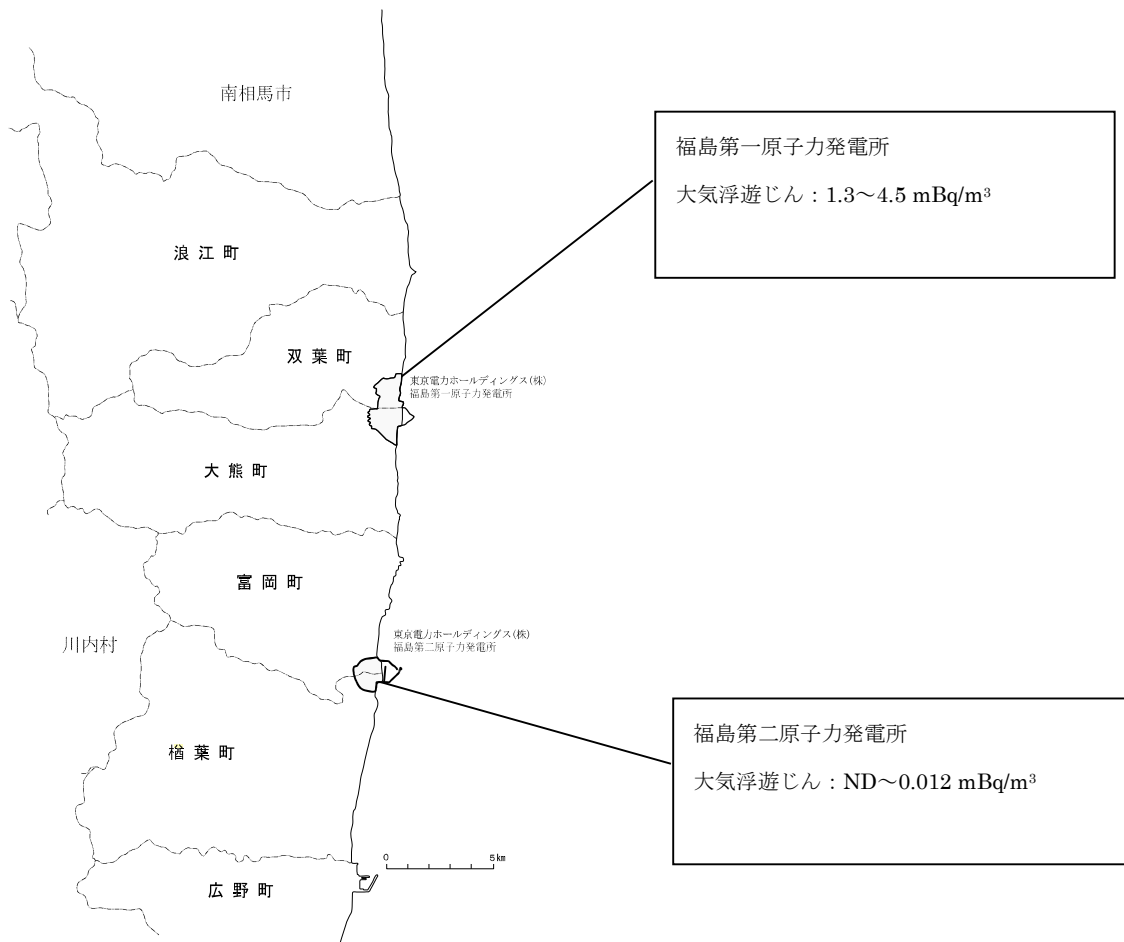 南相馬市
福島第一原子力発電所
大気浮遊じん：1.3～4.5 mBq/m³
浪江町
双葉町
東京電力ホールディングス(株)
福島第一原子力発電所
大熊町
富岡町
川内村
東京電力ホールディングス(株)
福島第二原子力発電所
福島第二原子力発電所
大気浮遊じん：ND～0.012 mBq/m³
楢葉町
0 5km
広野町